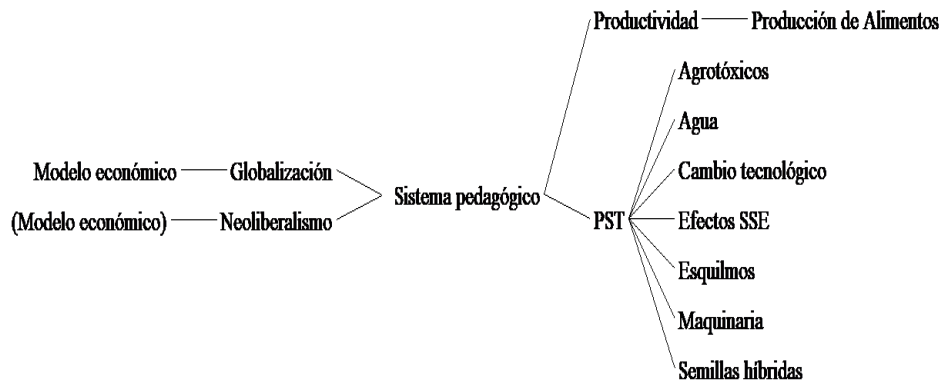 Productividad
Producción de Alimentos
Agrotóxicos
Agua
Modelo económico
Globalización
Cambio tecnológico
Sistema pedagógico
(Modelo económico)
Neoliberalismo
PST
Efectos SSE
Esquilmos
Maquinaria
Semillas híbridas